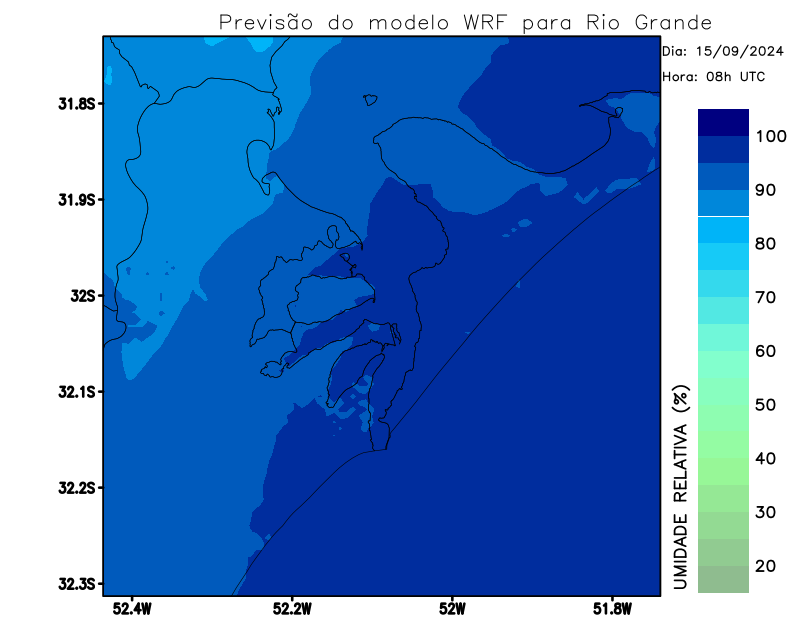 Previsão do modelo WRF para Rio Grande
Dia: 15/09/2024
Hora: 08h UTC
31.8S
31.9S
32S
32.1S
32.2S
32.3S
52.4W
52.2W
52W
51.8W
100
90
80
70
60
50
40
30
20
UMIDADE RELATIVA (%)